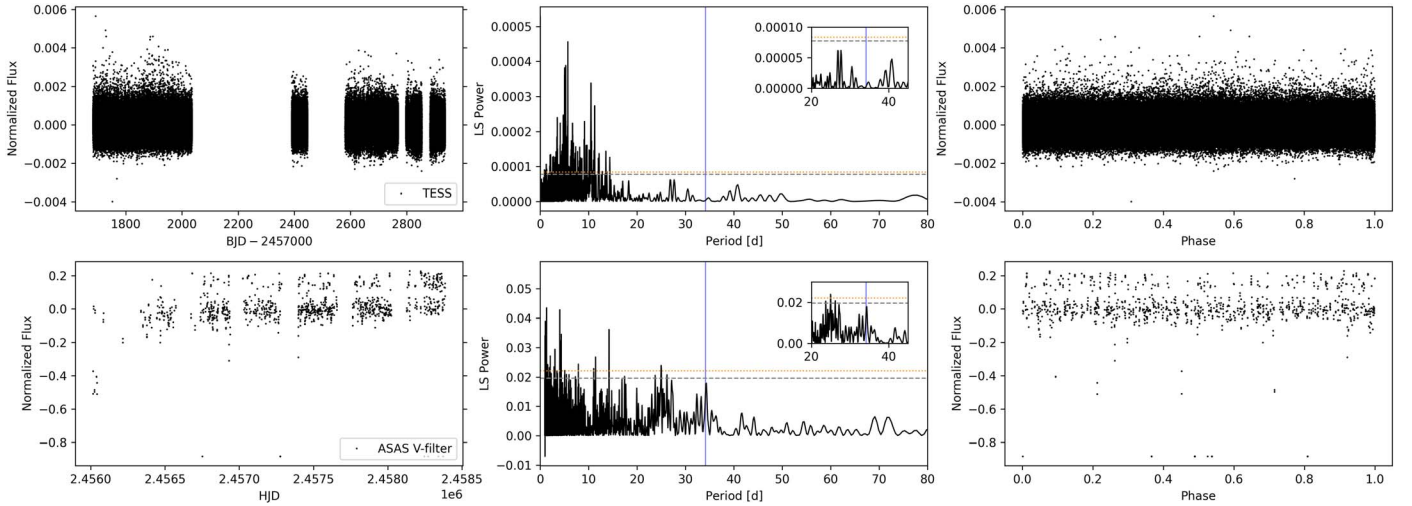 0.006
0.004
0.002
0.000
−0.002
−0.004
Normalized Flux
1800 2000 2200 2400 2600 2800
BJD − 2457000
TESS
0.0005
0.0004
0.0003
0.0002
0.0001
0.0000
LS Power
0 10 20 30 40 50 60 70 80
Period [d]
0.00010
0.00005
0.00000
20 40
0.006
0.004
0.002
0.000
−0.002
−0.004
Normalized Flux
0.0 0.2 0.4 0.6 0.8 1.0
Phase
0.2
0.0
−0.2
−0.4
−0.6
−0.8
Normalized Flux
2.4560 2.4565 2.4570 2.4575 2.4580 2.4585
1e6
HJD
ASAS V-filter
0.05
0.04
0.03
0.02
0.01
0.00
−0.01
LS Power
0 10 20 30 40 50 60 70 80
Period [d]
0.02
0.00
20 40
0.2
0.0
−0.2
−0.4
−0.6
−0.8
Normalized Flux
0.0 0.2 0.4 0.6 0.8 1.0
Phase